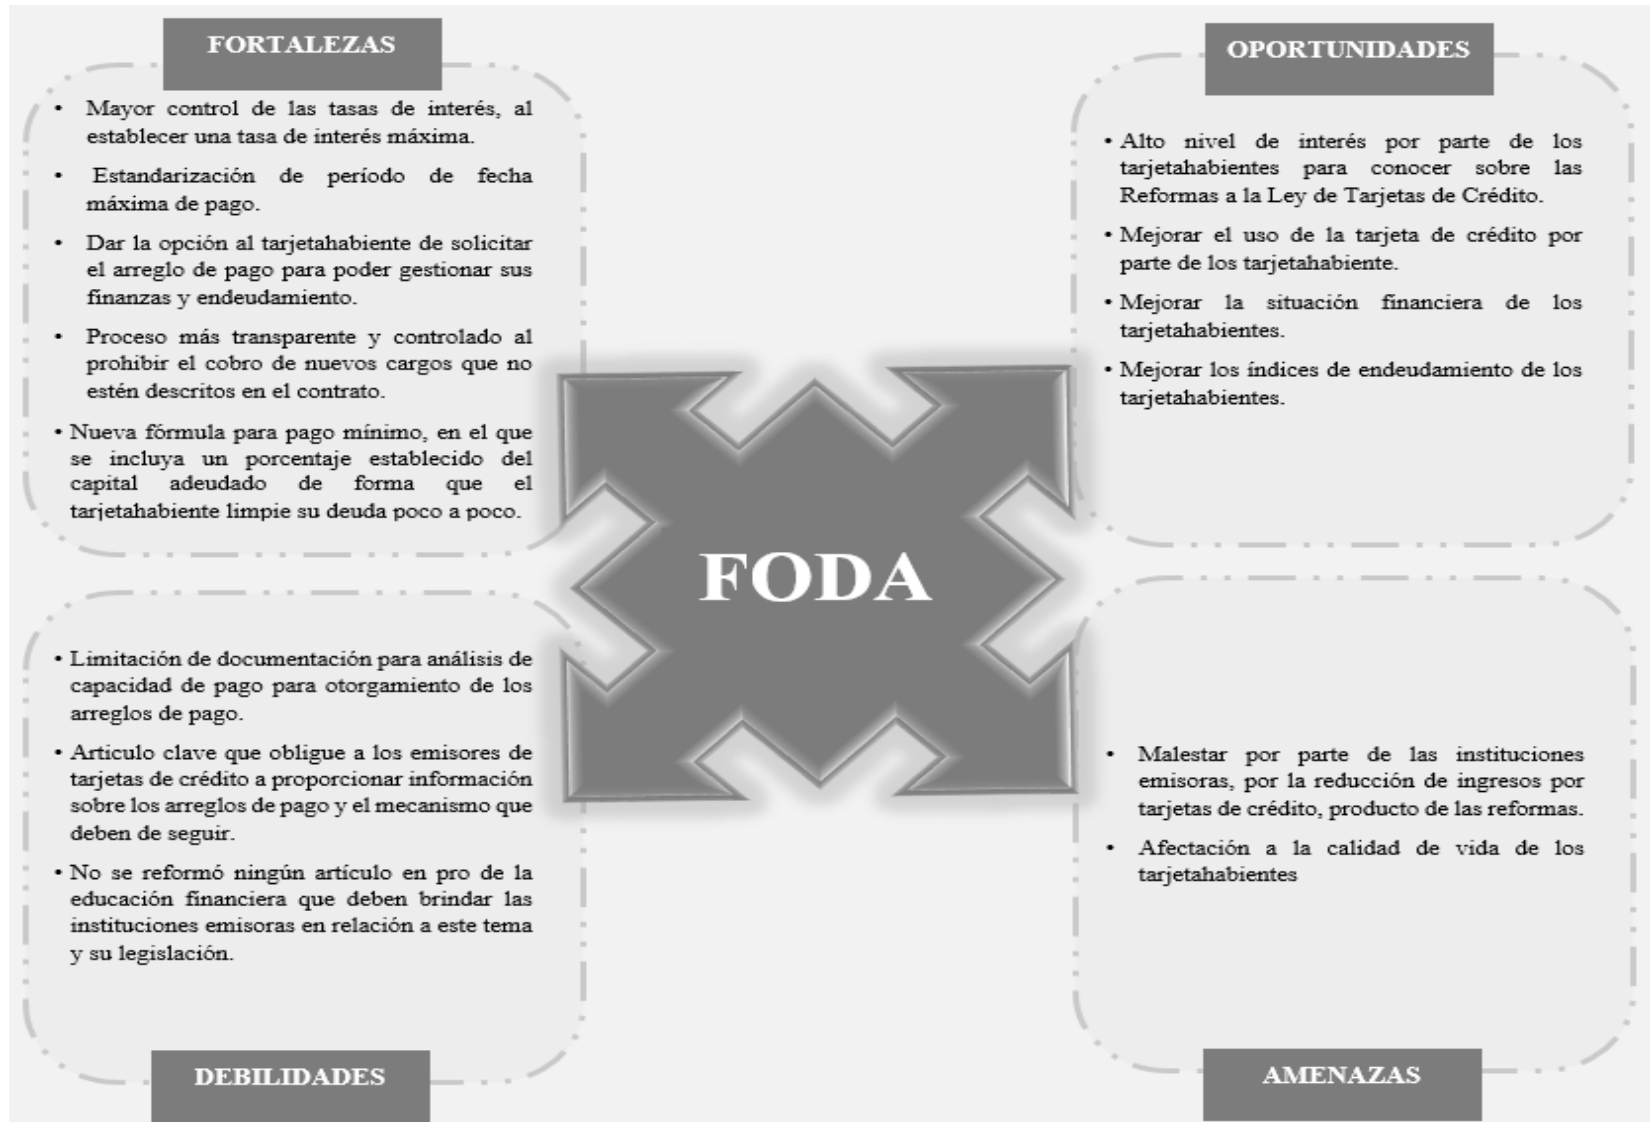 FORTALEZAS
• Mayor control de las tasas de interés, al
establecer una tasa de interés máxima.
• Estandarización de período de fecha
máxima de pago.
• Dar la opción al tarjetahabiente de solicitar
el arreglo de pago para poder gestionar sus
finanzas y endeudamiento.
• Proceso más transparente y controlado al
prohibir el cobro de nuevos cargos que no
estén descritos en el contrato.
• Nueva fórmula para pago mínimo, en el que
se incluya un porcentaje establecido del
capital adeudado de forma que el
tarjetahabiente limpie su deuda poco a poco.
OPORTUNIDADES
• Alto nivel de interés por parte de los
tarjetahabientes para conocer sobre las
Reformas a la Ley de Tarjetas de Crédito.
• Mejorar el uso de la tarjeta de crédito por
parte de los tarjetahabiente.
• Mejorar la situación financiera de los
tarjetahabientes.
• Mejorar los índices de endeudamiento de los
tarjetahabientes.
FODA
• Limitación de documentación para análisis de
capacidad de pago para otorgamiento de los
arreglos de pago.
• Articulo clave que obligue a los emisores de
tarjetas de crédito a proporcionar información
sobre los arreglos de pago y el mecanismo que
deben de seguir.
• No se reformó ningún artículo en pro de la
educación financiera que deben brindar las
instituciones emisoras en relación a este tema
y su legislación.
DEBILIDADES
• Malestar por parte de las instituciones
emisoras, por la reducción de ingresos por
tarjetas de crédito, producto de las reformas.
• Afectación a la calidad de vida de los
tarjetahabientes
AMENAZAS